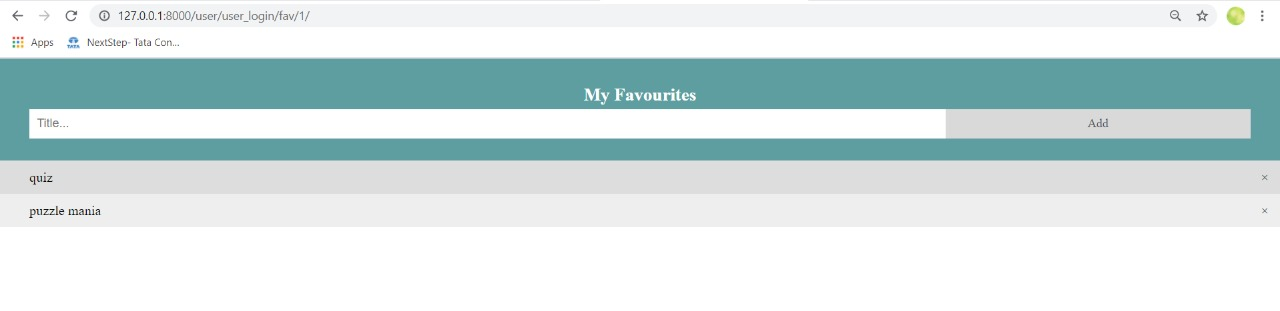 127.0.0.1:8000/user/user_login/fav/1/
Apps
TATA
NextStep- Tata Con...
My Favourites
Title...
Add
quiz
×
puzzle mania
×